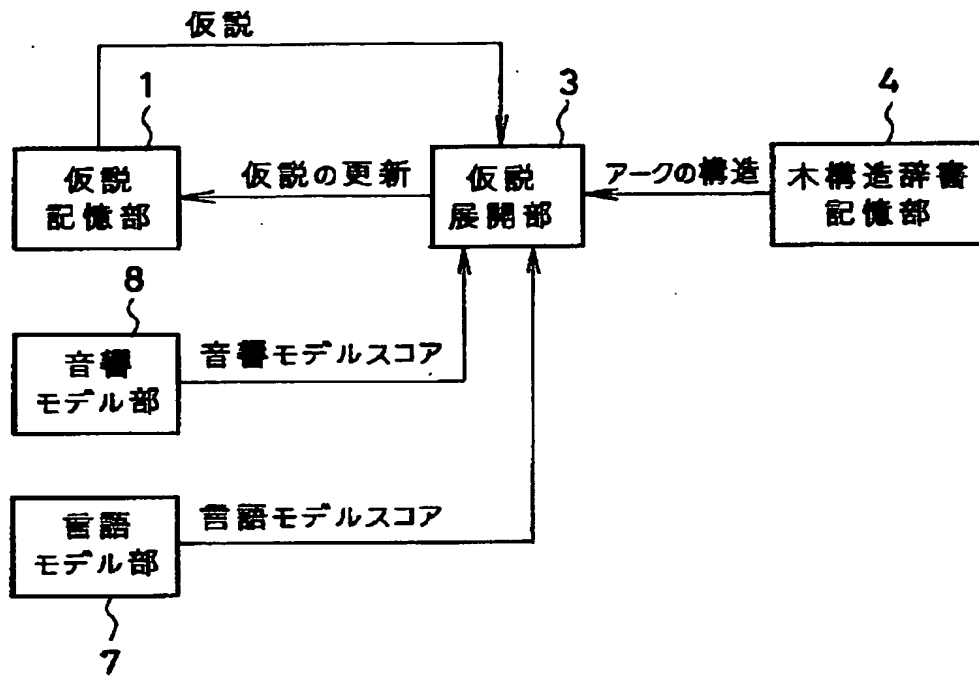 仮説
1
3
4
仮説
記憶部
仮説の更新
仮説
展開部
アークの構造
木構造辞書
記憶部
8
音響
モデル部
音響モデルスコア
言語
モデル部
言語モデルスコア
7